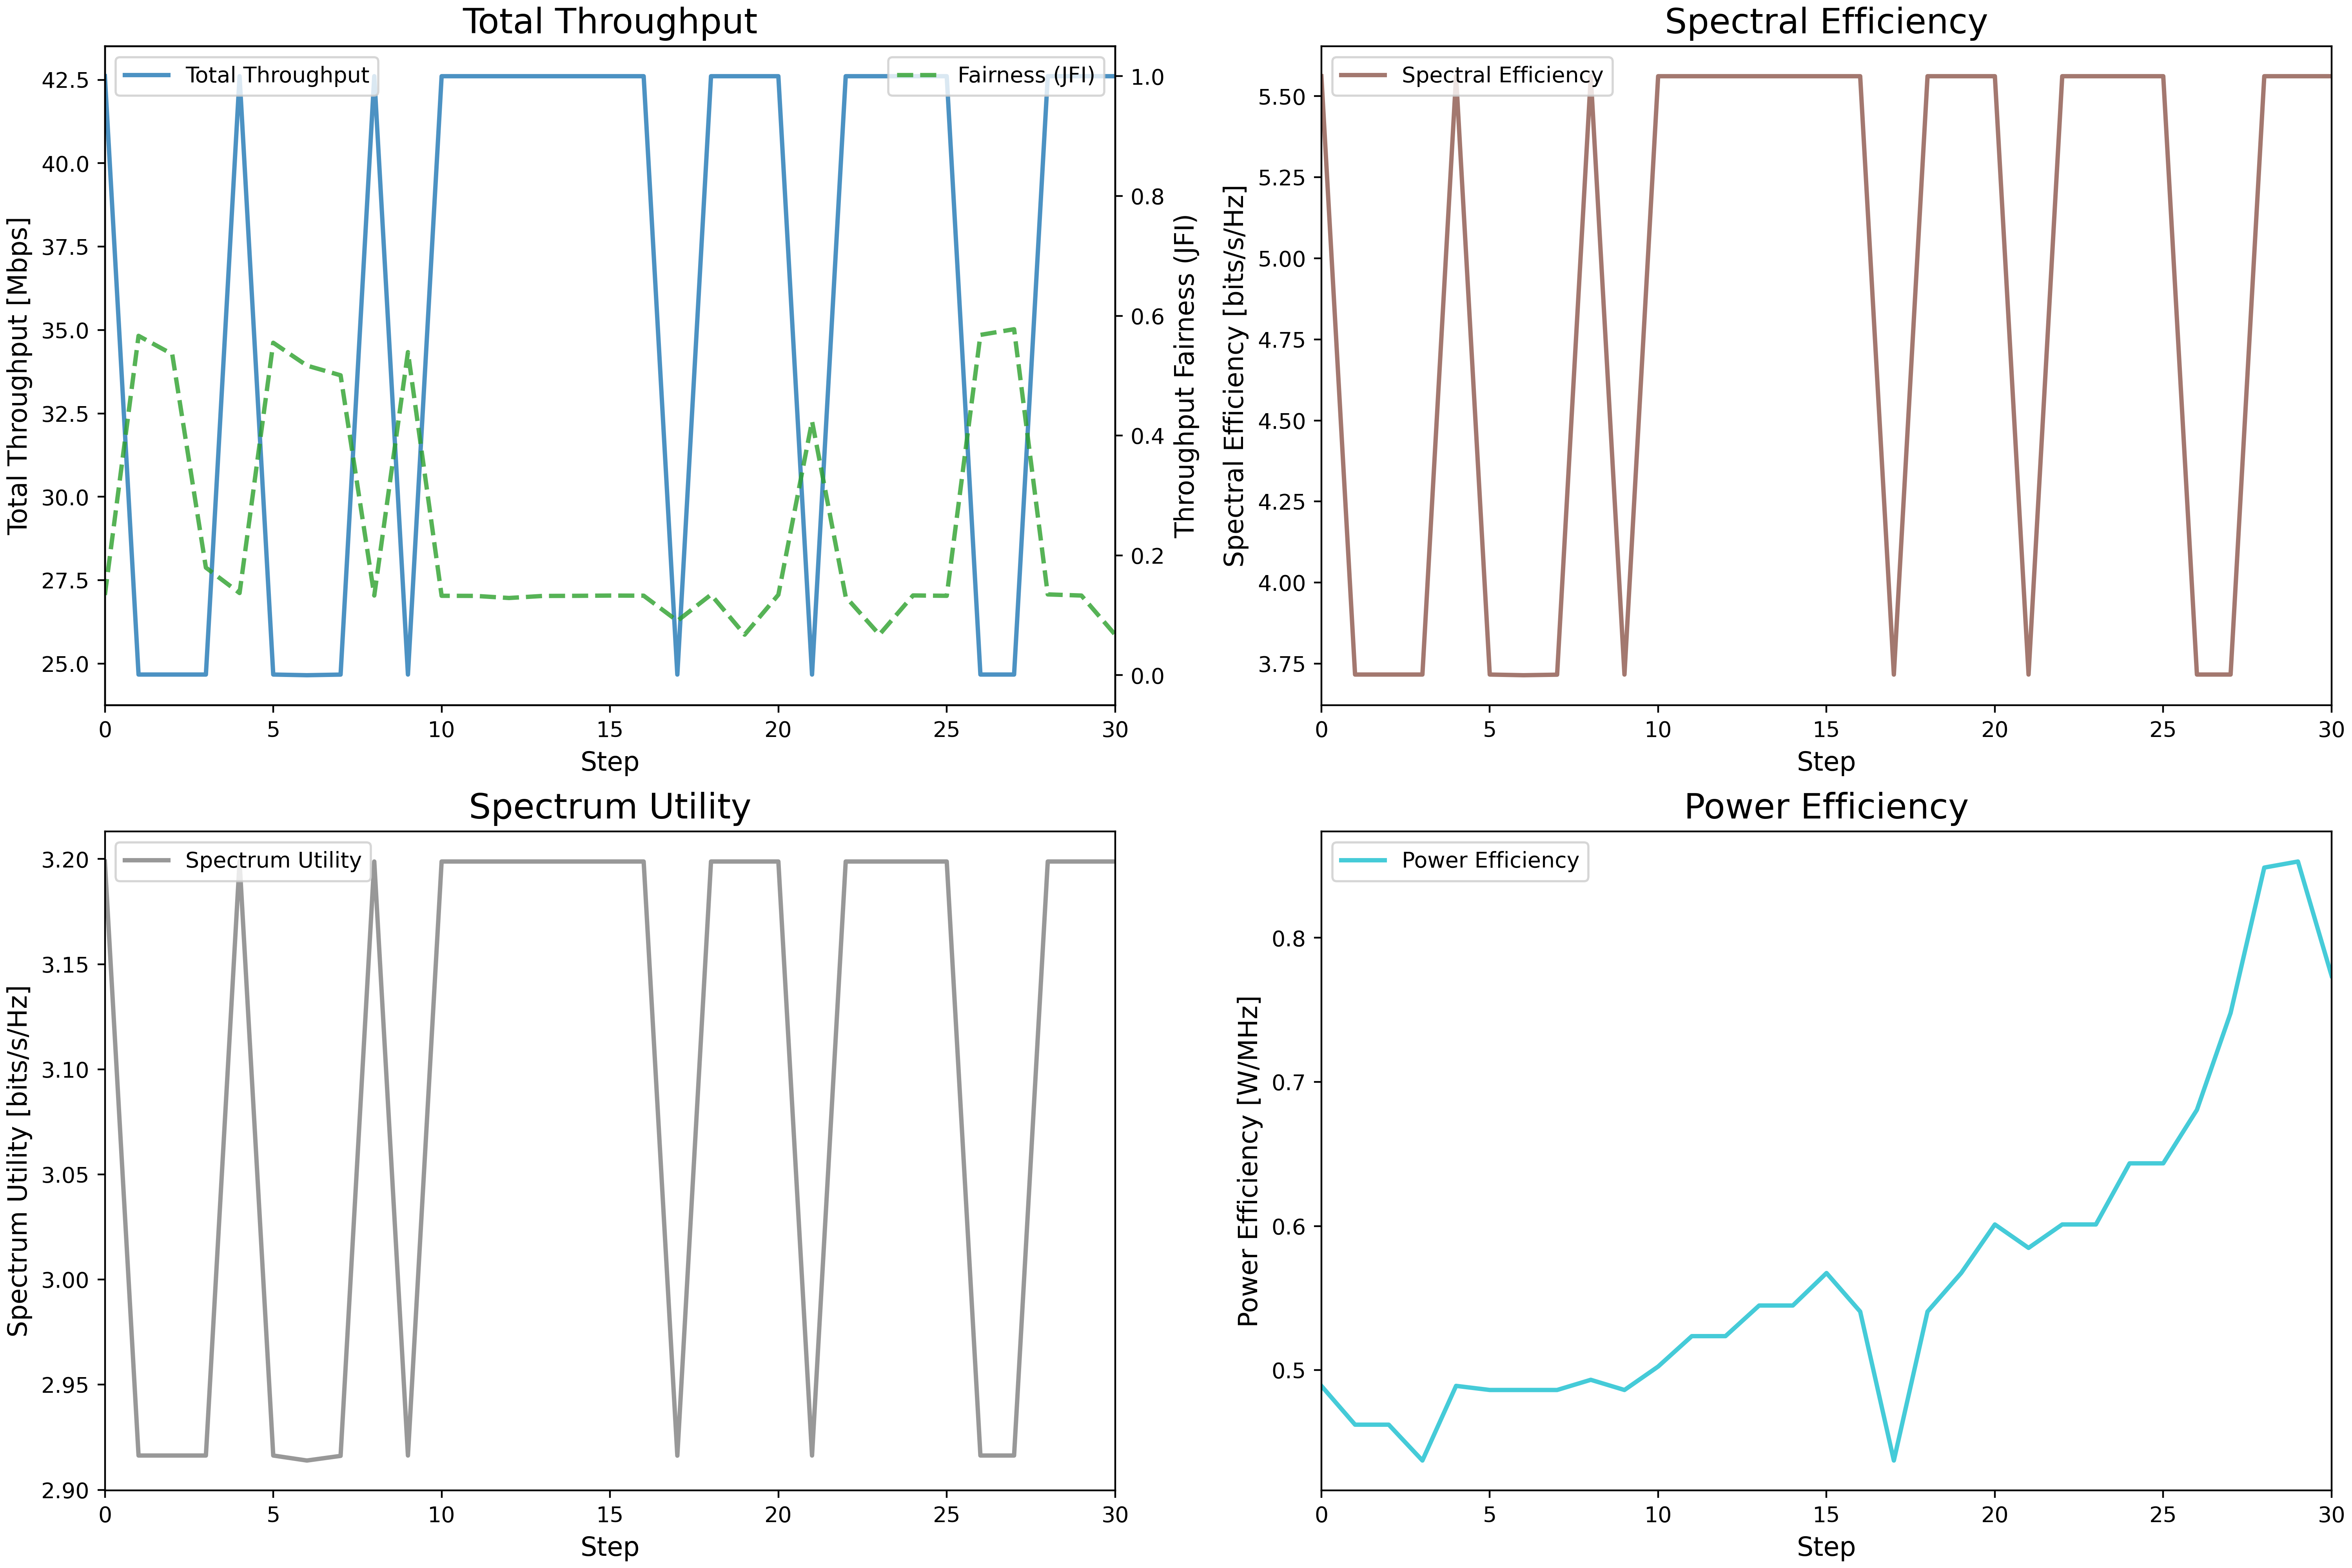 Total Throughput
Total Throughput
Fairness (JFI)
Total Throughput [Mbps]
42.5
40.0
37.5
35.0
32.5
30.0
27.5
25.0
1.0
0.8
0.6
0.4
0.2
0.0
Throughput Fairness (JFI)
0 5 10 15 20 25 30
Step
Spectral Efficiency
Spectral Efficiency
Spectral Efficiency [bits/s/Hz]
5.50
5.25
5.00
4.75
4.50
4.25
4.00
3.75
0 5 10 15 20 25 30
Step
Spectrum Utility
Spectrum Utility
Spectrum Utility [bits/s/Hz]
3.20
3.15
3.10
3.05
3.00
2.95
2.90
0 5 10 15 20 25 30
Step
Power Efficiency
Power Efficiency
Power Efficiency [W/MHz]
0.8
0.7
0.6
0.5
0 5 10 15 20 25 30
Step